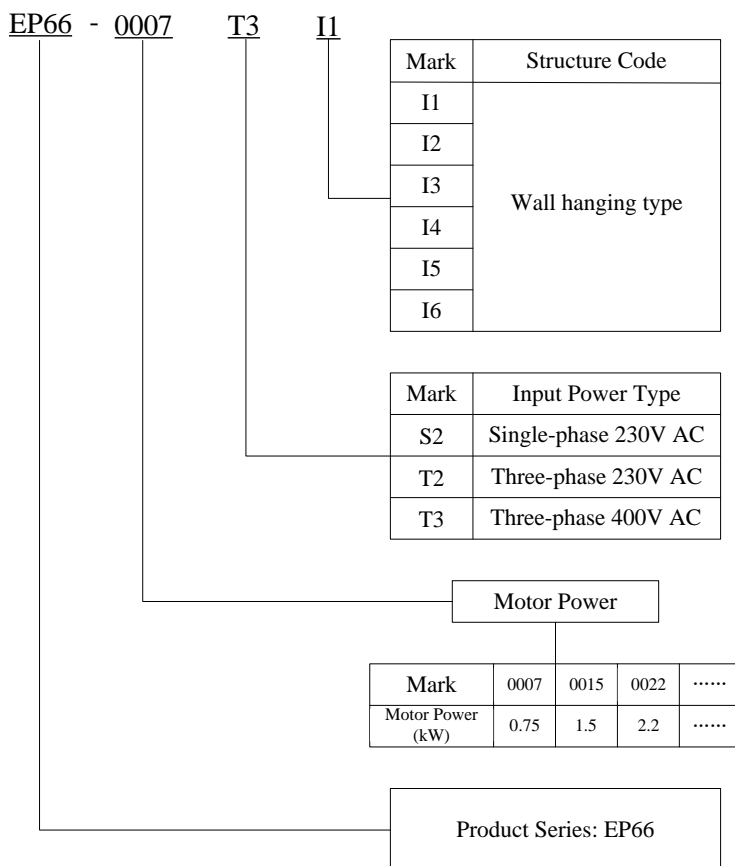 EP66 - 0007 T3 I1
Mark Structure Code
I1
I2
I3
Wall hanging type
I4
I5
I6
Mark Input Power Type
S2 Single-phase 230V AC
T2 Three-phase 230V AC
T3 Three-phase 400V AC
Motor Power
Mark 0007 0015 0022 ······
Motor Power
(kW) 0.75 1.5 2.2 ······
Product Series: EP66